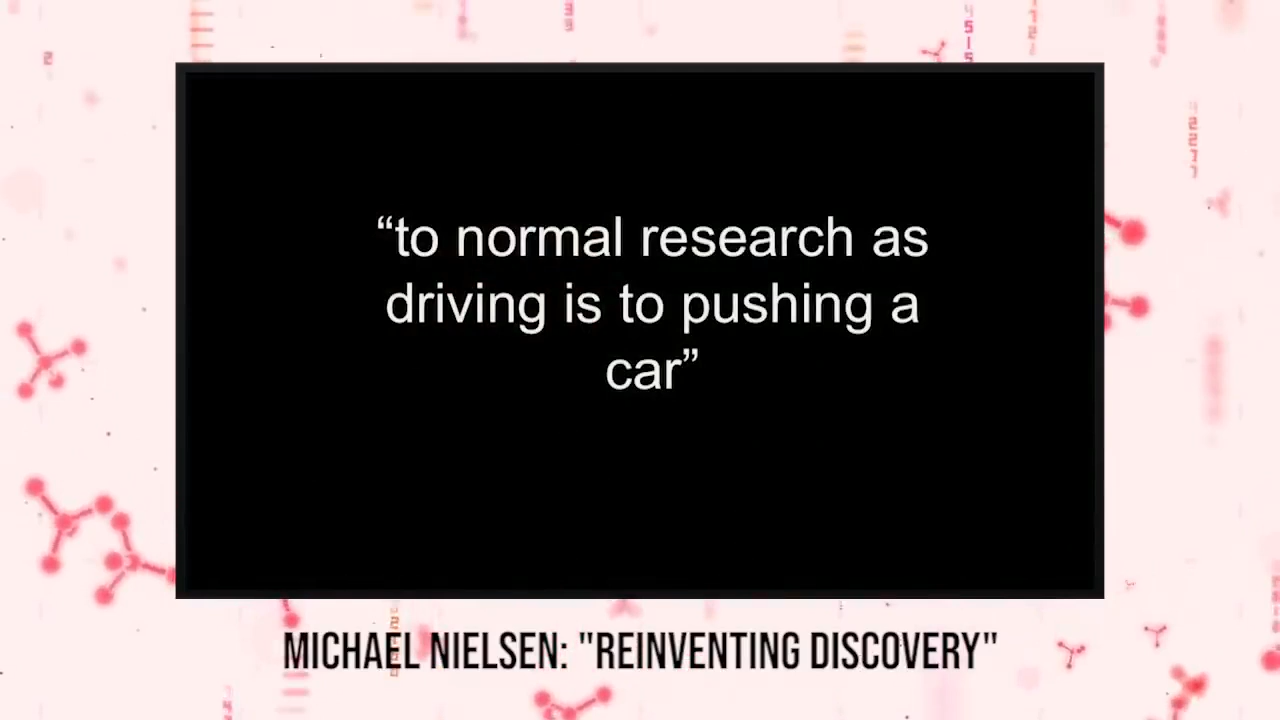 “to normal research as
driving is to pushing a
car”
MICHAEL NIELSEN: "REINVENTING DISCOVERY"